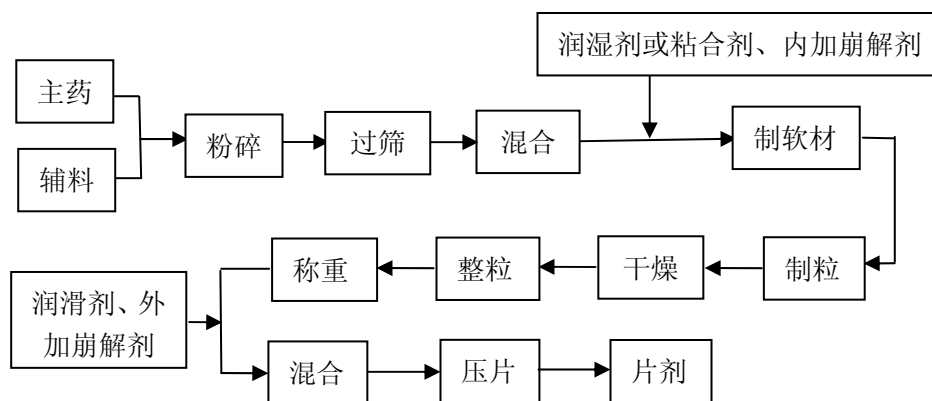 润湿剂或粘合剂、内加崩解剂
主药
辅料
粉碎
过筛
混合
制软材
制粒
干燥
整粒
称重
润滑剂、外
加崩解剂
混合
压片
片剂